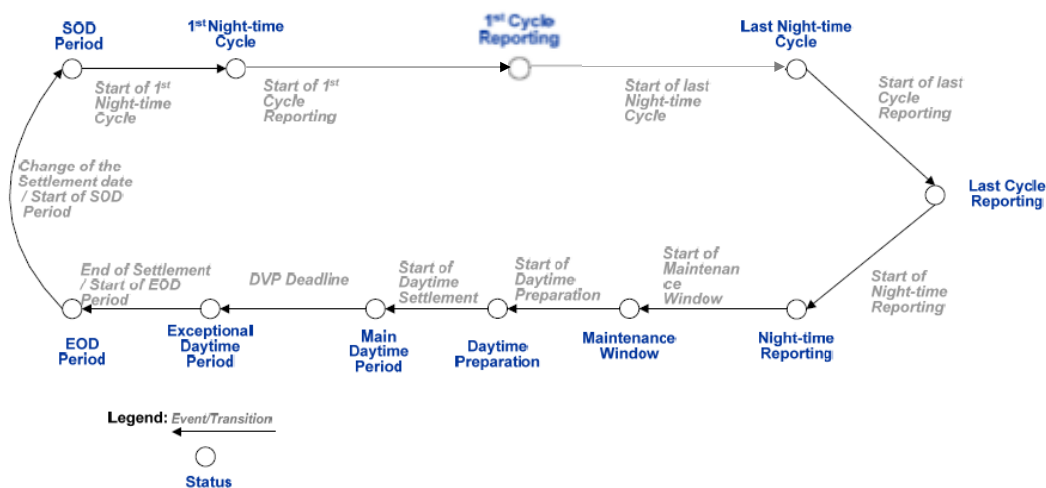 SOD
Period
1st Night-time
Cycle
1st Cycle
Reporting
Last Night-time
Cycle
Start of 1st
Night-time
Cycle
Start of 1st
Cycle
Reporting
Start of last
Night-time
Cycle
Start of last
Cycle
Reporting
Change of the
Settlement date
/ Start of SOD
Period
Last Cycle
Reporting
End of Settlement
/ Start of EOD
Period
DVP Deadline
Start of
Daytime
Settlement
Start of
Daytime
Preparation
Start of
Maintenan
ce
Window
Start of
Night-time
Reporting
EOD
Period
Exceptional
Daytime
Period
Main
Daytime
Period
Daytime
Preparation
Maintenance
Window
Night-time
Reporting
Legend: Event/Transition
Status